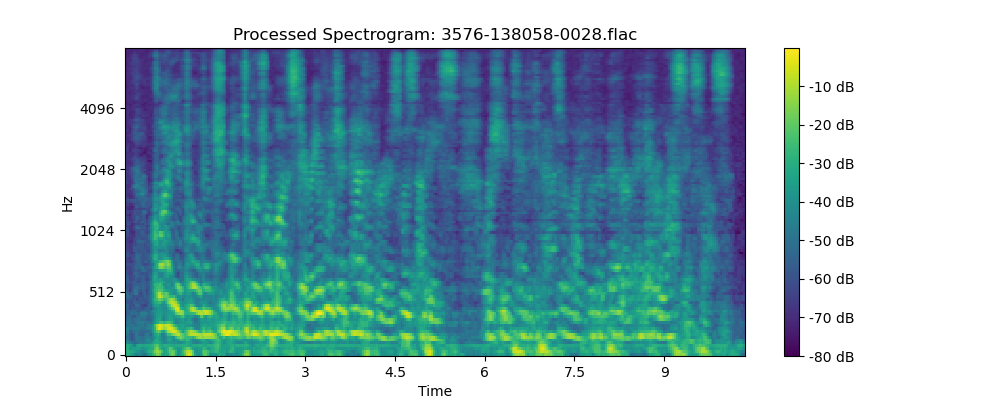 Processed Spectrogram: 3576-138058-0028.flac
Hz
4096
2048
1024
512
0
0 1.5 3 4.5 6 7.5 9
Time
-10 dB
-20 dB
-30 dB
-40 dB
-50 dB
-60 dB
-70 dB
-80 dB